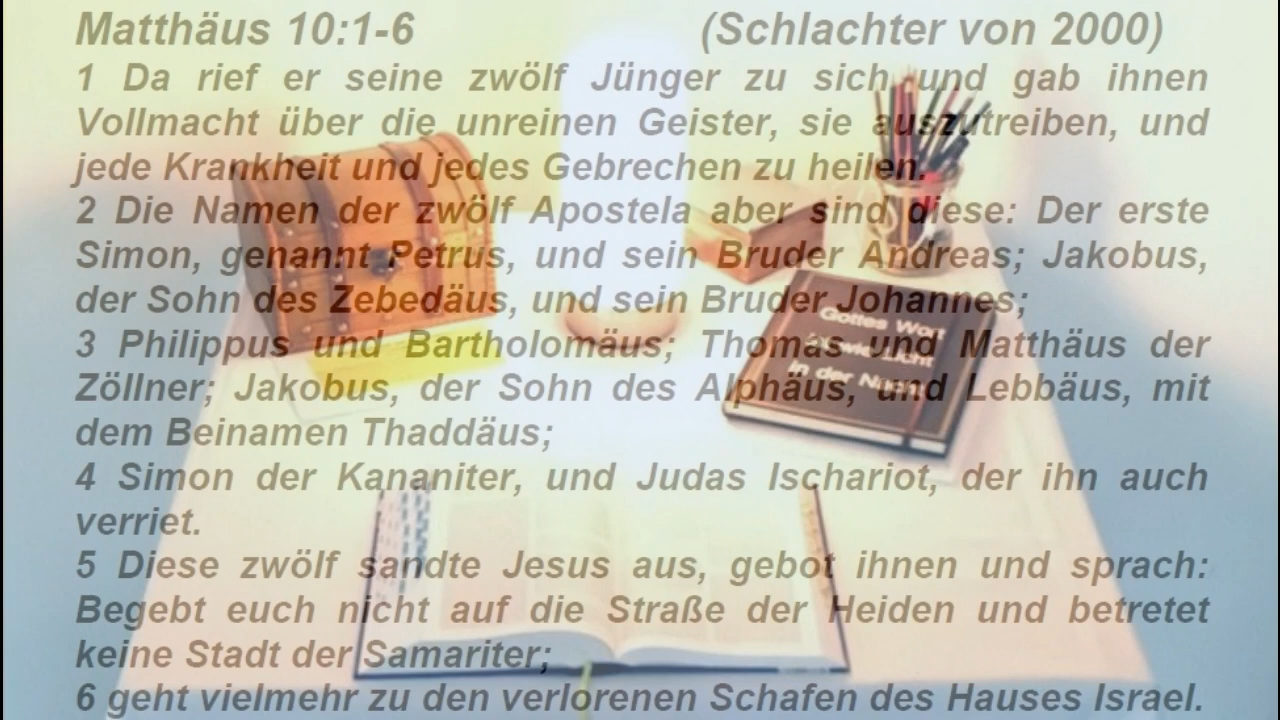 Matthäus 10:1-6 (Schlachter von 2000)
1 Da rief er seine zwölf Jünger zu sich und gab ihnen
Vollmacht über die unreinen Geister, sie auszutreiben, und
jede Krankheit und jedes Gebrechen zu heilen.
2 Die Namen der zwölf Apostela aber sind diese: Der erste
Simon, genannt Petrus, und sein Bruder Andreas; Jakobus,
der Sohn des Zebedäus, und sein Bruder Johannes;
3 Philippus und Bartholomäus; Thomas und Matthäus der
Zöllner; Jakobus, der Sohn des Alphäus, und Lebbäus, mit
dem Beinamen Thaddäus;
4 Simon der Kananiter, und Judas Ischariot, der ihn auch
verriet.
5 Diese zwölf sandte Jesus aus, gebot ihnen und sprach:
Begebt euch nicht auf die Straße der Heiden und betretet
keine Stadt der Samariter;
6 geht vielmehr zu den verlorenen Schafen des Hauses Israel.
Gottes Wort
in der